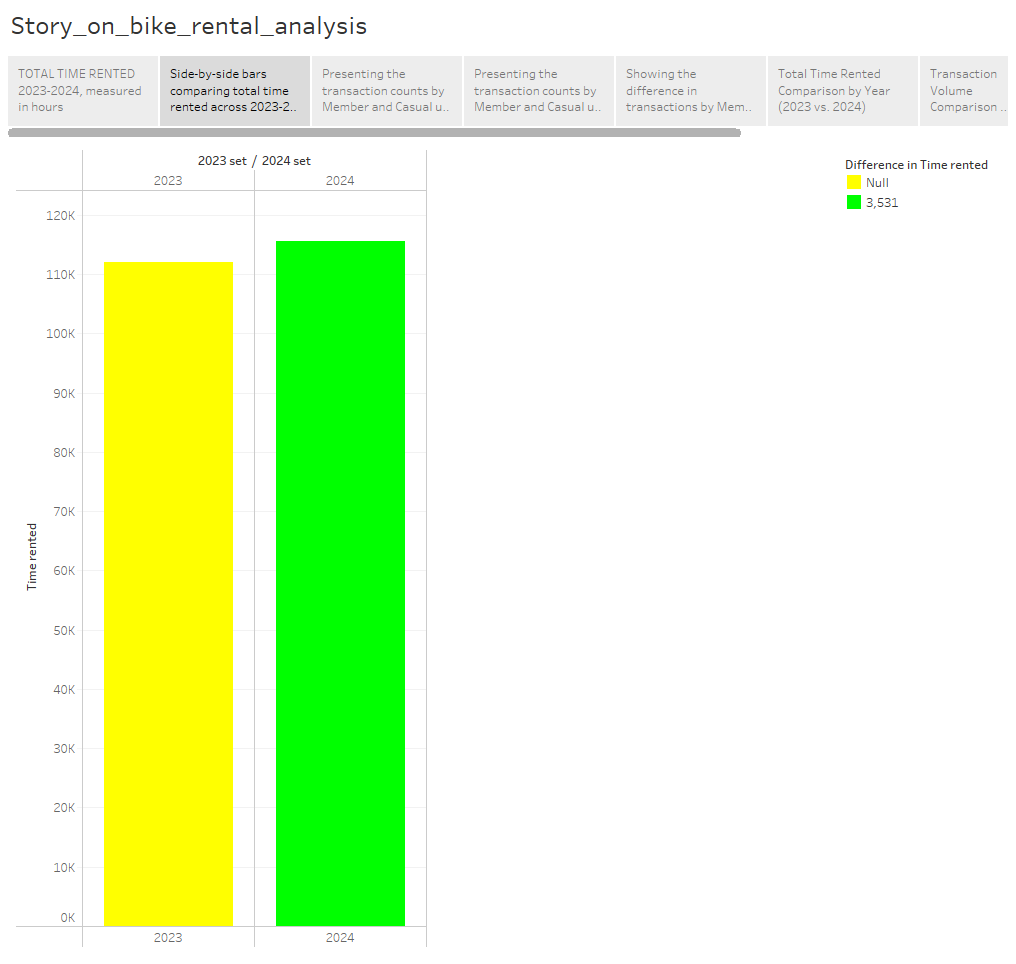 Story_on_bike_rental_analysis
TOTAL TIME RENTED
2023-2024, measured
in hours
Side-by-side bars
comparing total time
rented across 2023-2..
Presenting the
transaction counts by
Member and Casual u..
Presenting the
transaction counts by
Member and Casual u..
Showing the
difference in
transactions by Mem..
Total Time Rented
Comparison by Year
(2023 vs. 2024)
Transaction
Volume
Comparison ..
2023 set / 2024 set
2023
2024
Difference in Time rented
Null
3,531
120K
110K
100K
90K
80K
70K
60K
50K
40K
30K
20K
10K
0K
Time rented
2023
2024